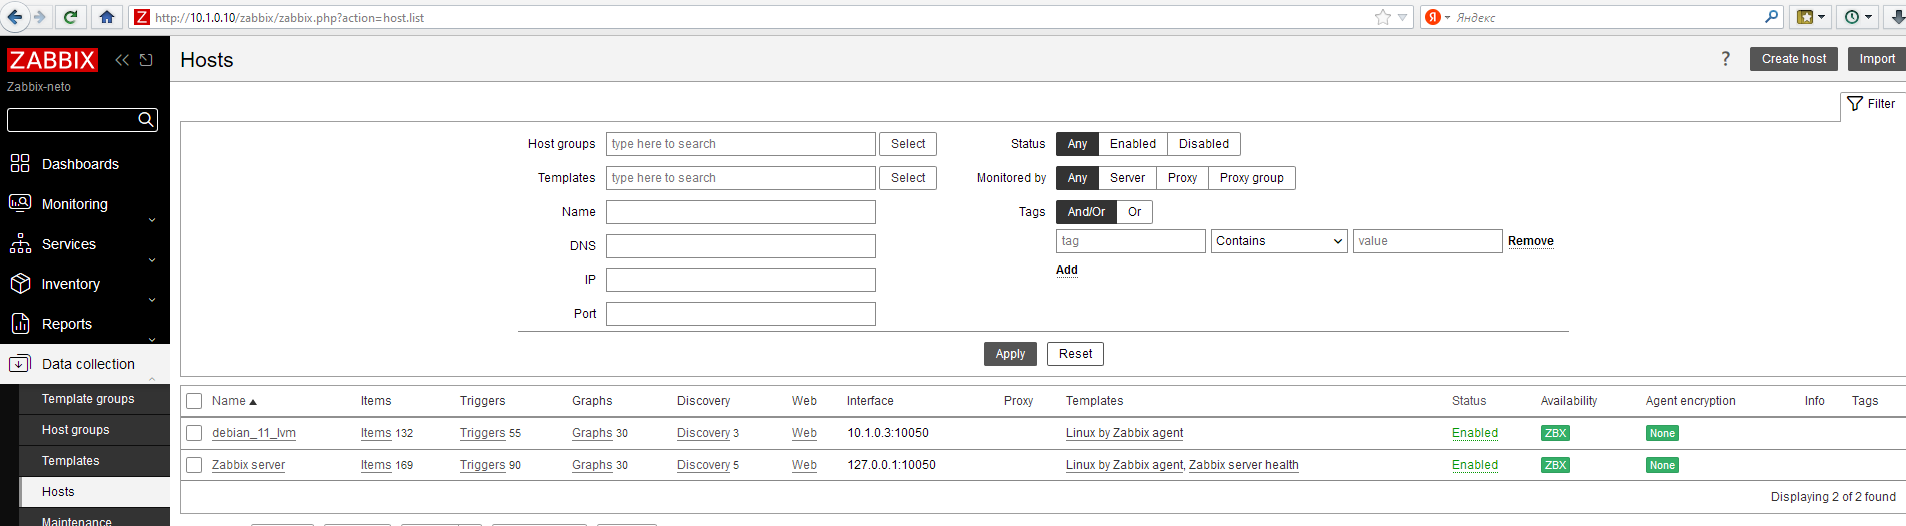 http://10.1.0.10/zabbix/zabbix.php?action=host.list
Яндекс
ZABBIX
Zabbix-neto
Hosts
? Create host Import
Filter
Dashboards
Monitoring
Services
Inventory
Reports
Data collection
Template groups
Host groups
Templates
Hosts
Maintenance
Host groups type here to search Select
Templates type here to search Select
Name
DNS
IP
Port
Status Any Enabled Disabled
Monitored by Any Server Proxy Proxy group
Tags And/Or Or
tag Contains value Remove
Add
Apply Reset
Name Items Triggers Graphs Discovery Web Interface Proxy Templates Status Availability Agent encryption Info Tags
debian_11_lvm Items 132 Triggers 55 Graphs 30 Discovery 3 Web 10.1.0.3:10050 Linux by Zabbix agent Enabled ZBX None
Zabbix server Items 169 Triggers 90 Graphs 30 Discovery 5 Web 127.0.0.1:10050 Linux by Zabbix agent, Zabbix server health Enabled ZBX None
Displaying 2 of 2 found